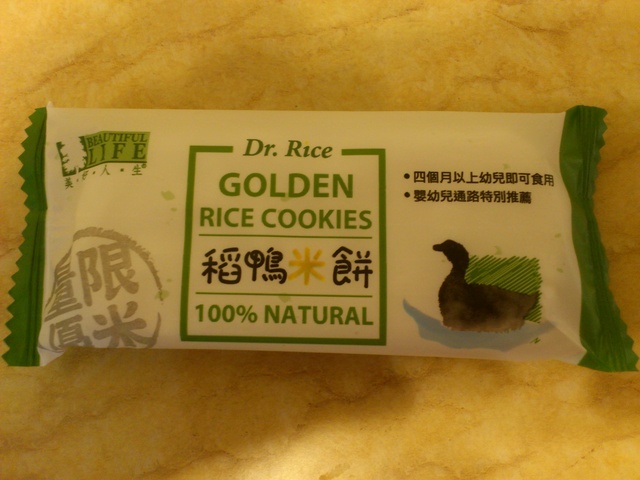 BEAUTIFUL
LIFE
美・好・人・生
Dr. Rice
GOLDEN
RICE COOKIES
稻鴨米餅
100% NATURAL
• 四個月以上幼兒即可食用
• 嬰幼兒通路特別推薦
限量
米